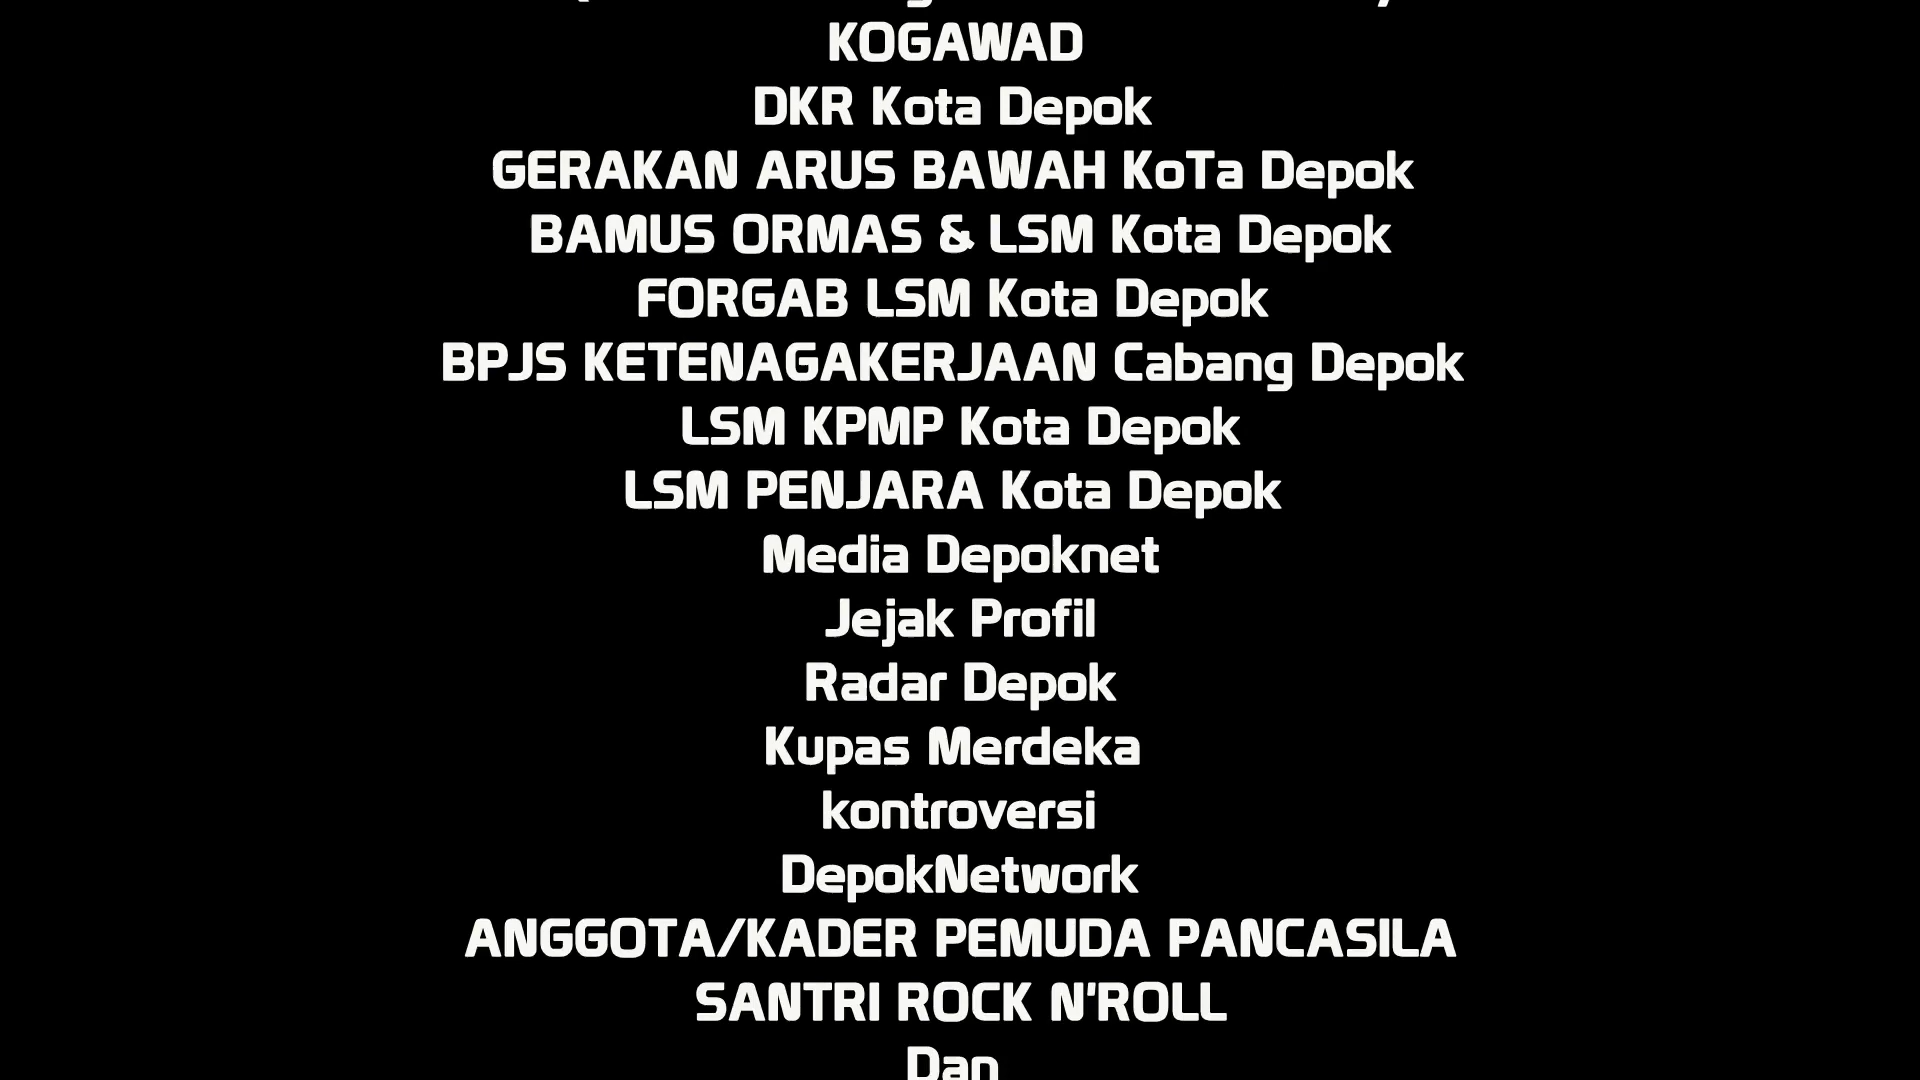 KOGAWAD
DKR Kota Depok
GERAKAN ARUS BAWAH KoTa Depok
BAMUS ORMAS & LSM Kota Depok
FORGAB LSM Kota Depok
BPJS KETENAGAKERJAAN Cabang Depok
LSM KPMP Kota Depok
LSM PENJARA Kota Depok
Media Depoknet
Jejak Profil
Radar Depok
Kupas Merdeka
kontroversi
DepokNetwork
ANGGOTA/KADER PEMUDA PANCASILA
SANTRI ROCK N'ROLL
Dan